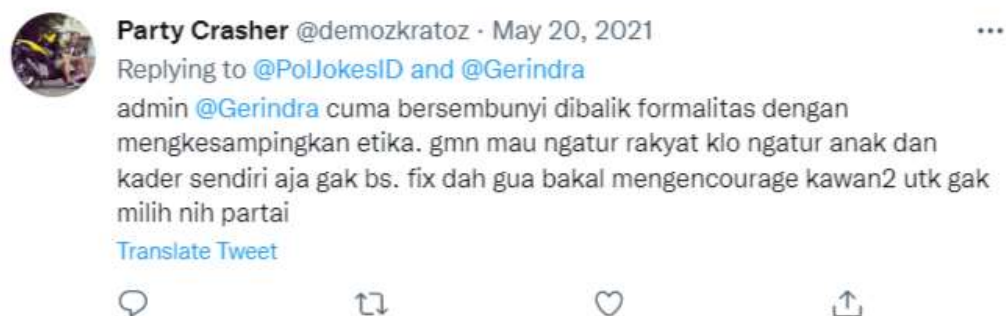 Party Crasher @demozkratoz · May 20, 2021
Replying to @PolJokesID and @Gerindra
admin @Gerindra cuma bersembunyi dibalik formalitas dengan
mengkesampingkan etika. gmn mau ngatur rakyat klo ngatur anak dan
kader sendiri aja gak bs. fix dah gua bakal mengencourage kawan2 utk gak
milih nih partai
Translate Tweet